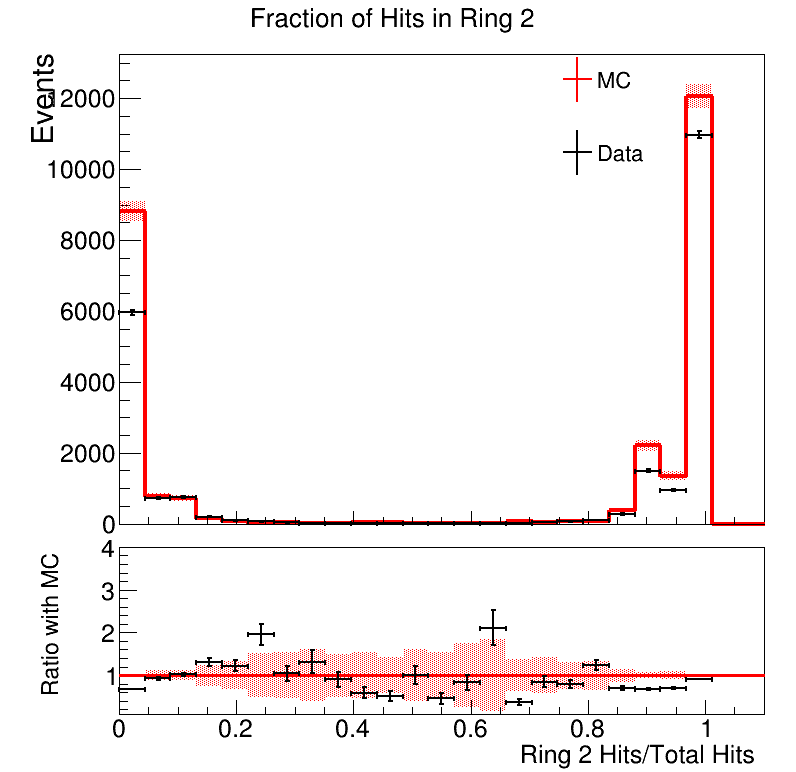 Fraction of Hits in Ring 2
Events
MC
Data
12000
10000
8000
6000
4000
2000
0
Ratio with MC
4
3
2
1
0 0.2 0.4 0.6 0.8 1
Ring 2 Hits/Total Hits